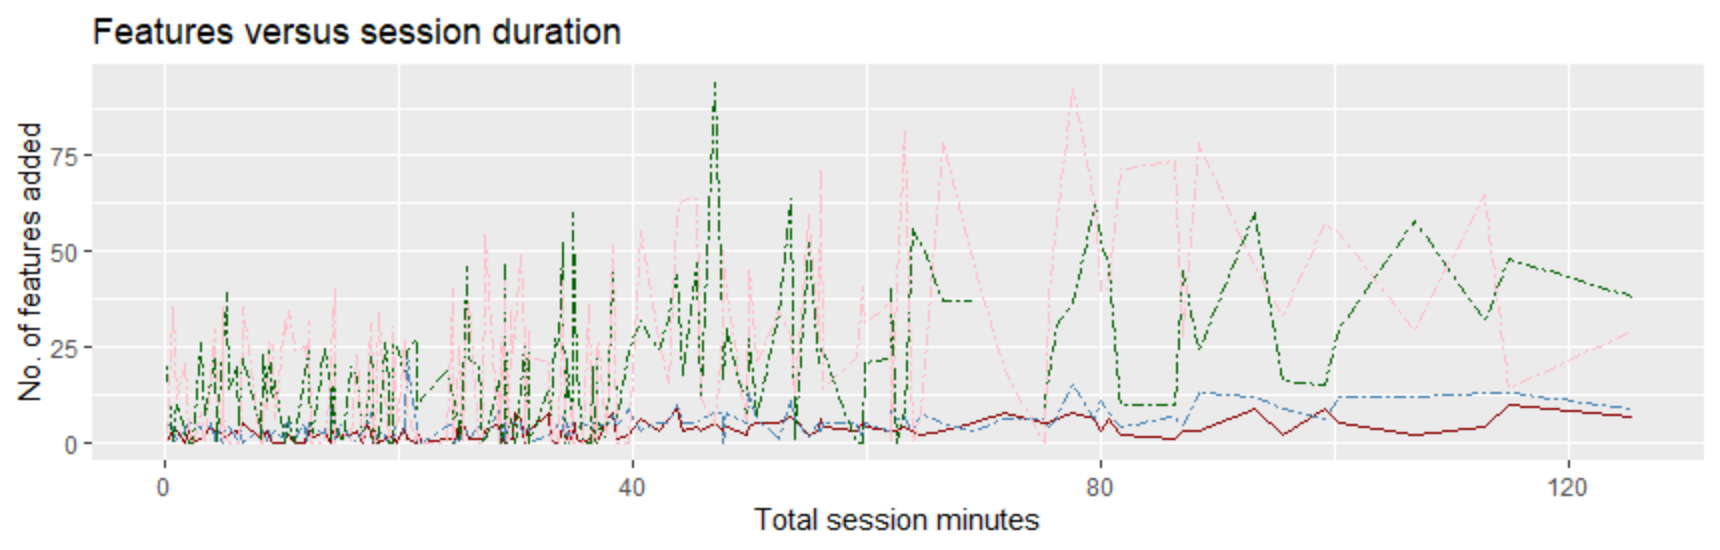 Features versus session duration
No. of features added
75
50
25
0
0 40 80 120
Total session minutes